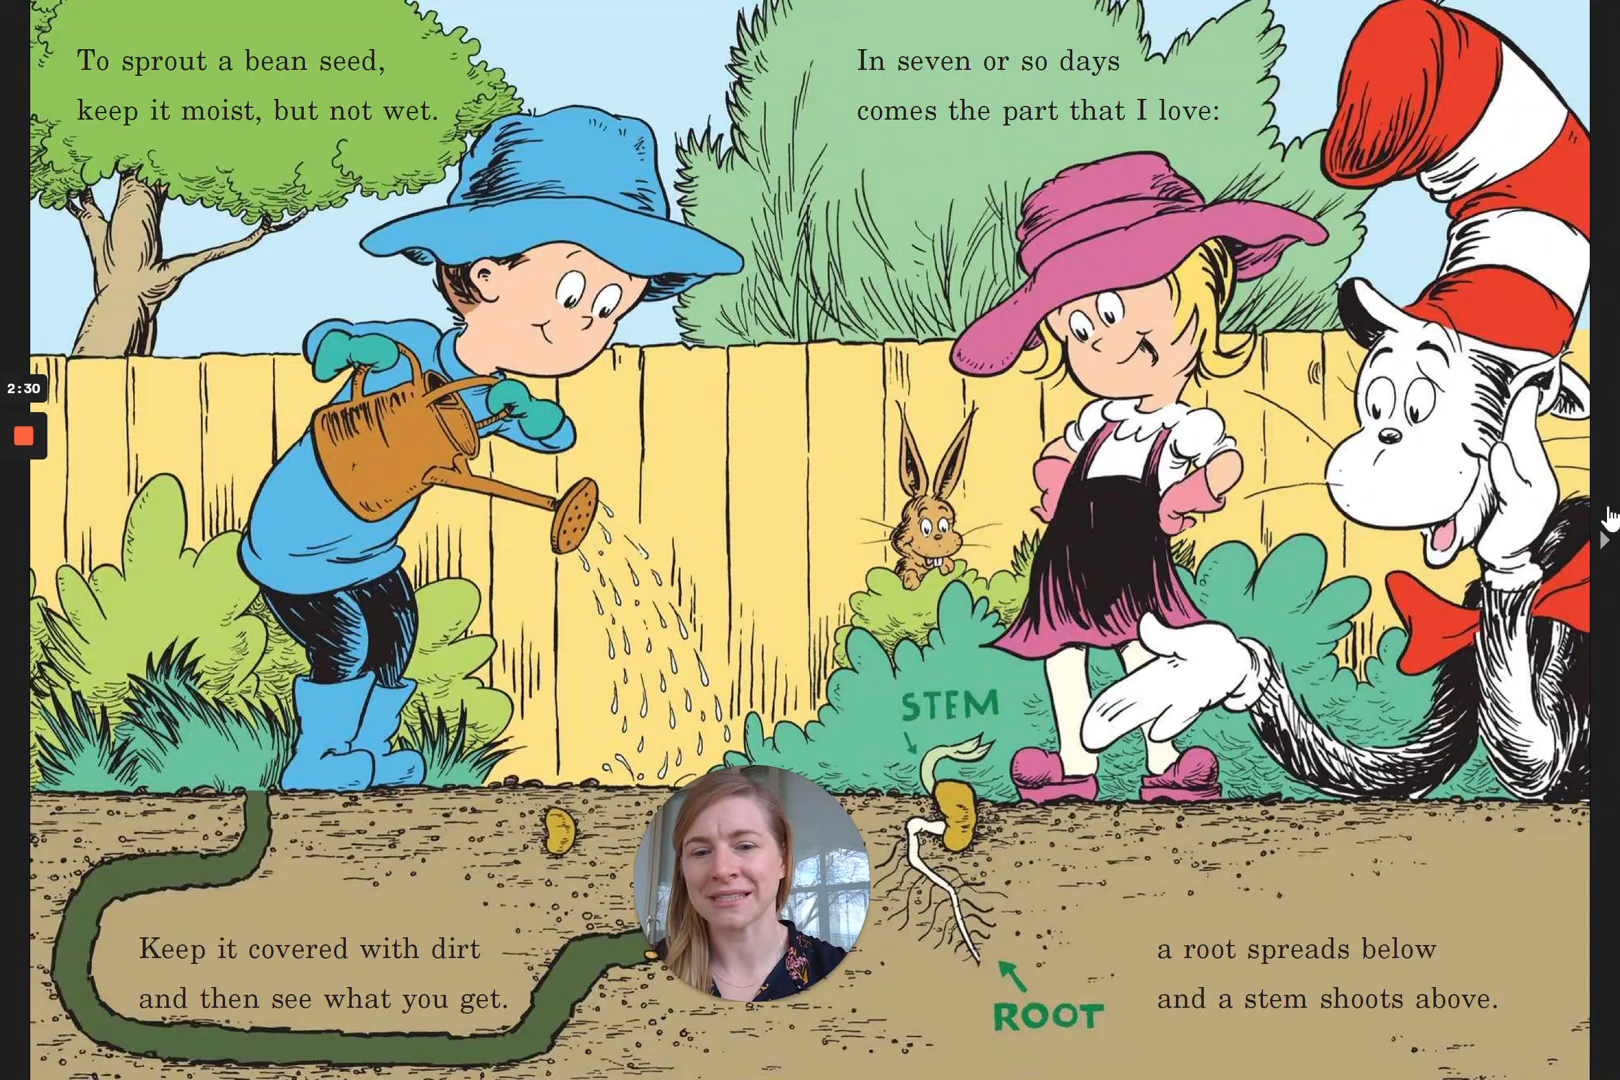 To sprout a bean seed,
keep it moist, but not wet.
In seven or so days
comes the part that I love:
2:30
STEM
Keep it covered with dirt
and then see what you get.
ROOT
a root spreads below
and a stem shoots above.